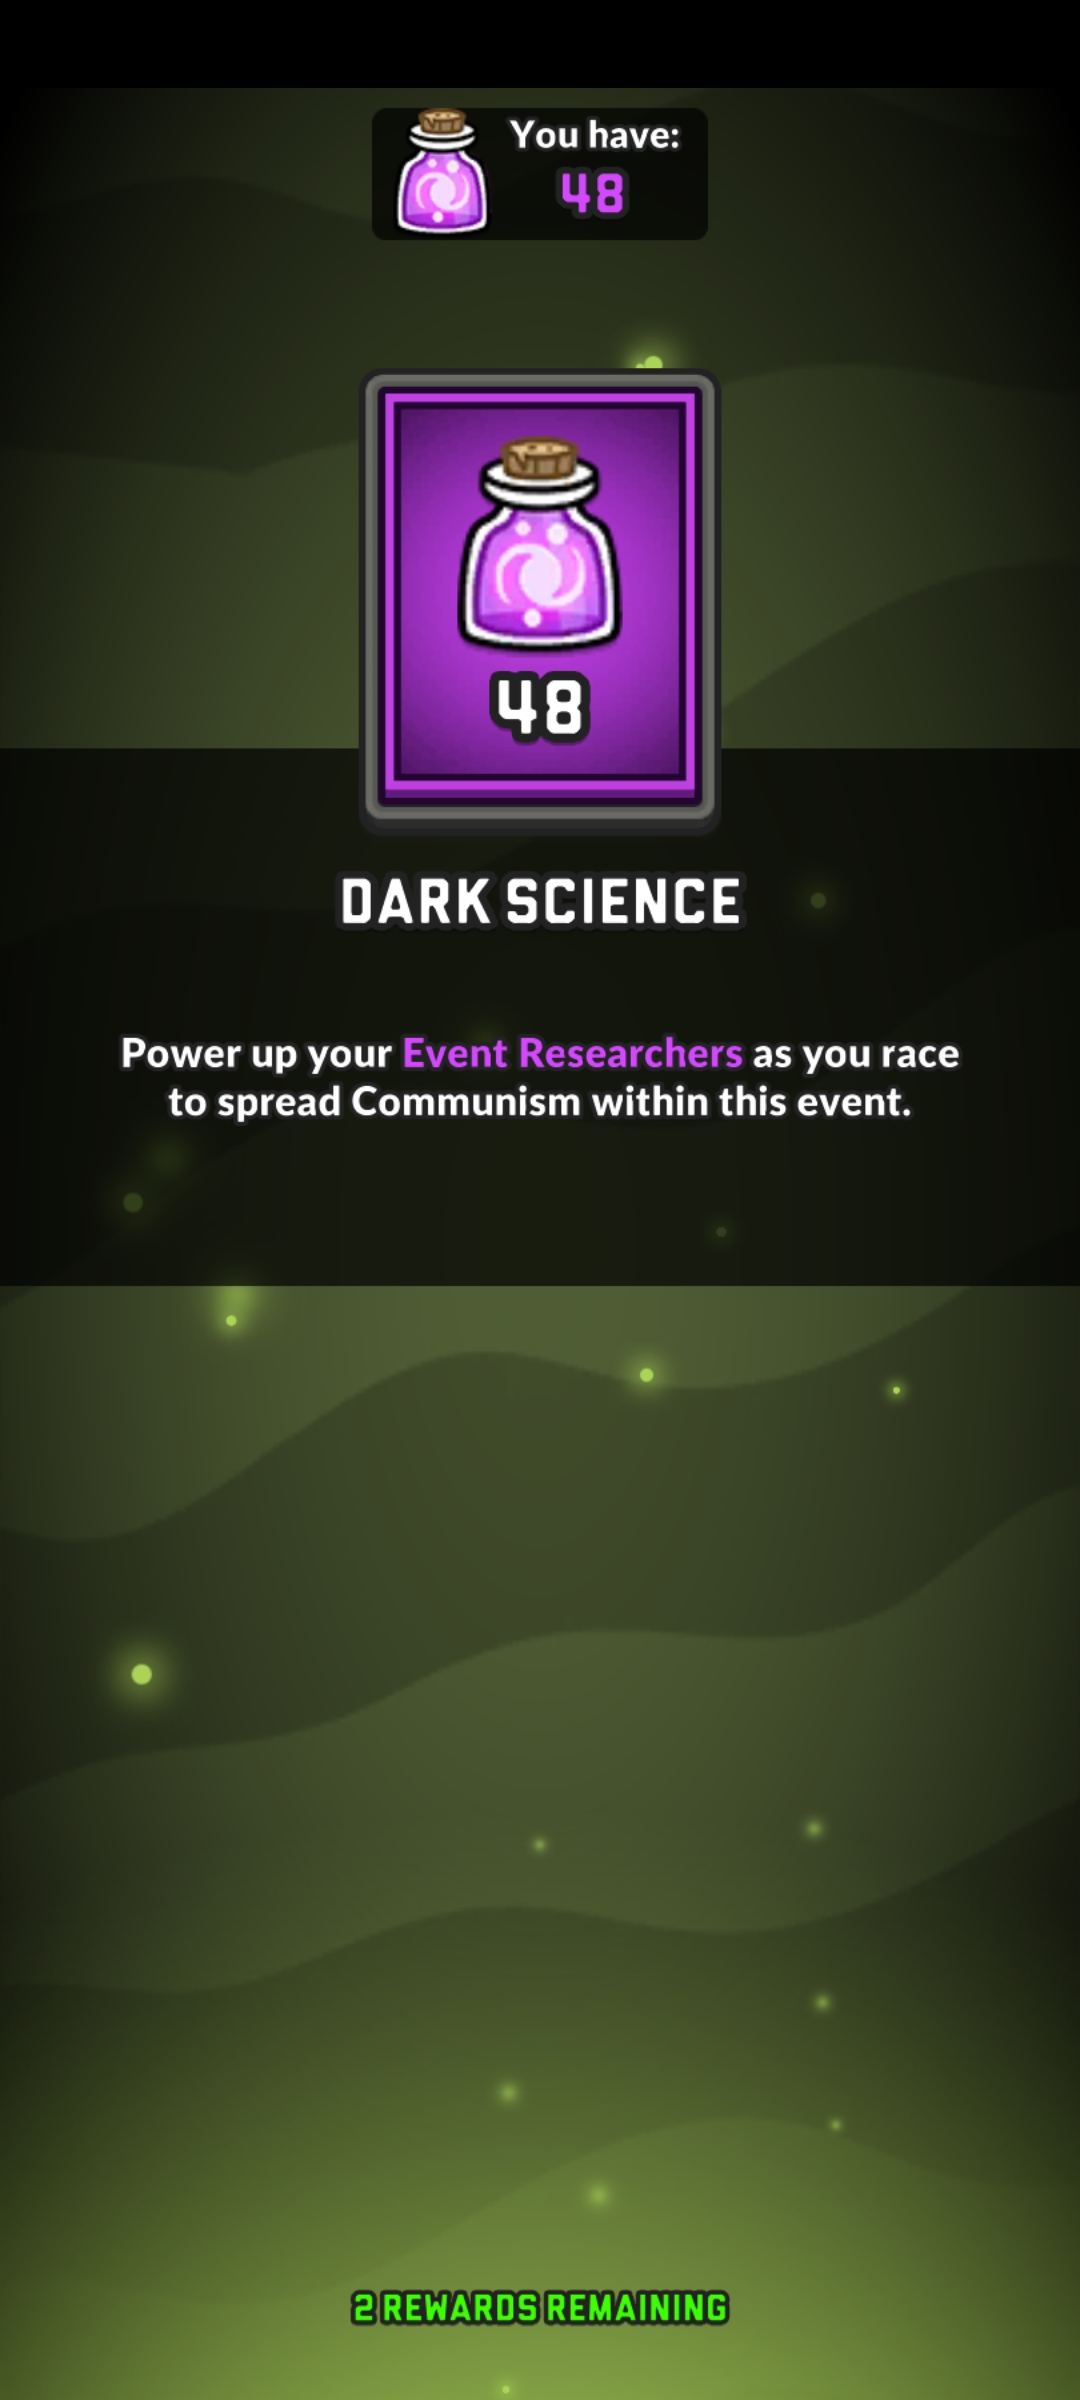 You have:
48
48
DARK SCIENCE
Power up your Event Researchers as you race
to spread Communism within this event.
2 REWARDS REMAINING